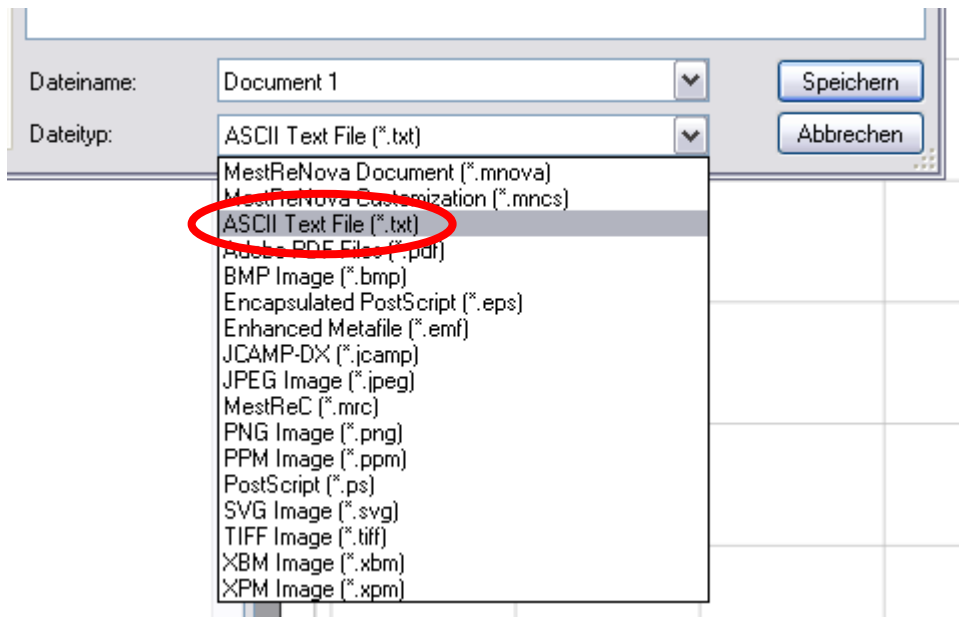 Dateiname:
Document 1
Speichern
Dateityp:
ASCII Text File (*.txt)
Abbrechen
MestReNova Document (*.mnova)
MestReNova Customization (*.mncs)
ASCII Text File (*.txt)
Adobe PDF Files (*.pdf)
BMP Image (*.bmp)
Encapsulated PostScript (*.eps)
Enhanced Metafile (*.emf)
JCAMP-DX (*.jcamp)
JPEG Image (*.jpeg)
MestReC (*.mrc)
PNG Image (*.png)
PPM Image (*.ppm)
PostScript (*.ps)
SVG Image (*.svg)
TIFF Image (*.tiff)
XBM Image (*.xbm)
XPM Image (*.xpm)